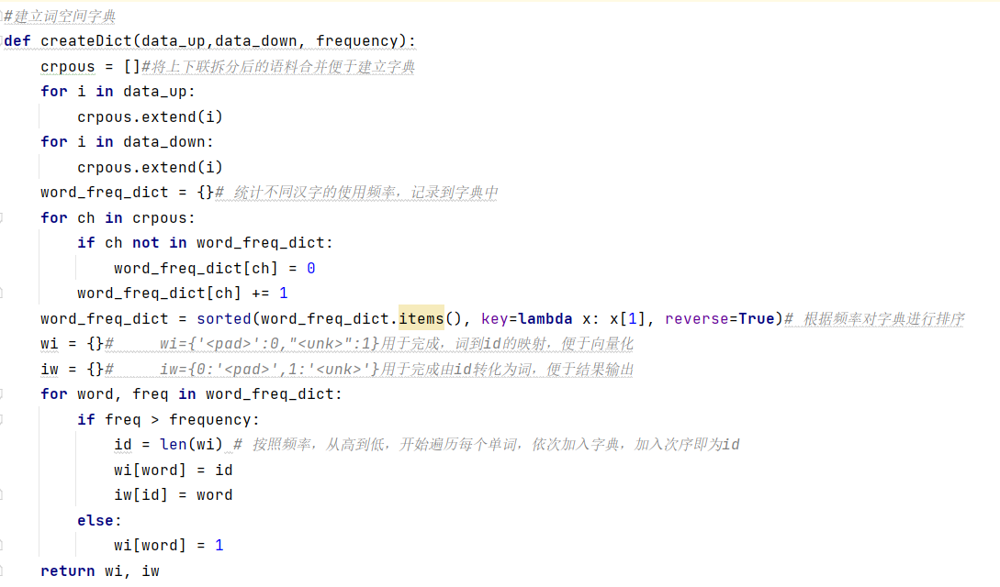 #建立词空间字典
def createDict(data_up,data_down, frequency):
    crpous = []#将上下联拆分后的语料合并便于建立字典
    for i in data_up:
        crpous.extend(i)
    for i in data_down:
        crpous.extend(i)
    word_freq_dict = {}# 统计不同汉字的使用频率，记录到字典中
    for ch in crpous:
        if ch not in word_freq_dict:
            word_freq_dict[ch] = 0
        word_freq_dict[ch] += 1
    word_freq_dict = sorted(word_freq_dict.items(), key=lambda x: x[1], reverse=True)# 根据频率对字典进行排序
    wi = {}#     wi={'<pad>':0,"<unk>":1}用于完成，词到id的映射，便于向量化
    iw = {}#     iw={0:'<pad>',1:'<unk>'}用于完成由id转化为词，便于结果输出
    for word, freq in word_freq_dict:
        if freq > frequency:
            id = len(wi) # 按照频率，从高到低，开始遍历每个单词，依次加入字典，加入次序即为id
            wi[word] = id
            iw[id] = word
        else:
            wi[word] = 1
    return wi, iw